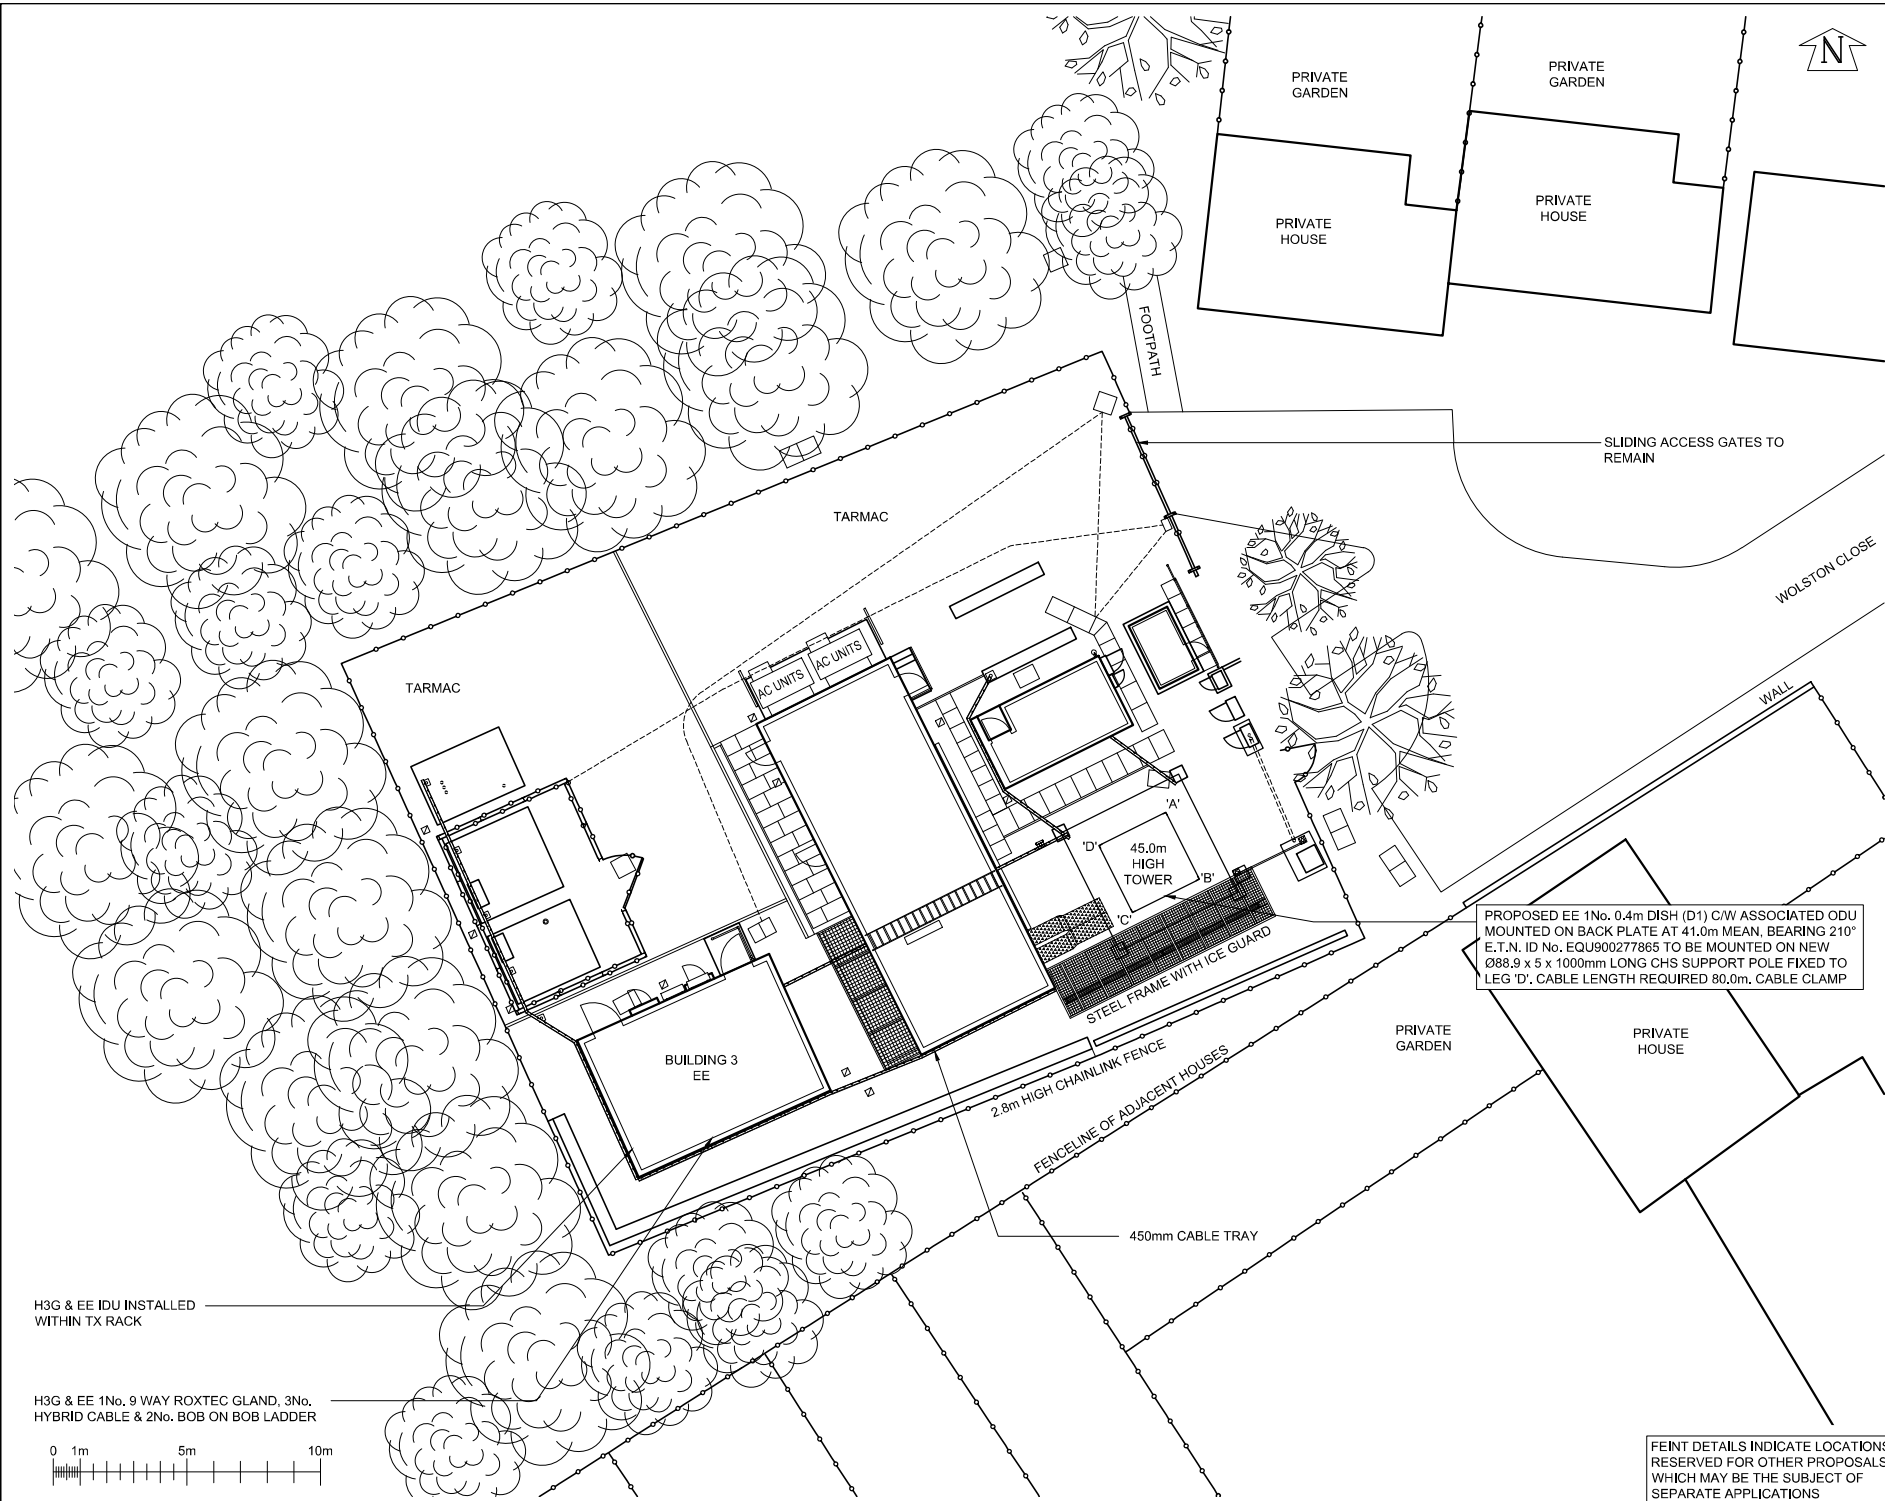 N
PRIVATE
GARDEN
PRIVATE
GARDEN
PRIVATE
HOUSE
PRIVATE
HOUSE
FOOTPATH
SLIDING ACCESS GATES TO
REMAIN
TARMAC
WOLSTON CLOSE
AC UNITS
AC UNITS
TARMAC
WALL
'A'
'D'
45.0m
HIGH
TOWER
'B'
'C'
PROPOSED EE 1No. 0.4m DISH (D1) C/W ASSOCIATED ODU
MOUNTED ON BACK PLATE AT 41.0m MEAN, BEARING 210°
E.T.N. ID No. EQU900277865 TO BE MOUNTED ON NEW
Ø88.9 x 5 x 1000mm LONG CHS SUPPORT POLE FIXED TO
LEG 'D'. CABLE LENGTH REQUIRED 80.0m. CABLE CLAMP
STEEL FRAME WITH ICE GUARD
PRIVATE
GARDEN
PRIVATE
HOUSE
BUILDING 3
EE
2.8m HIGH CHAINLINK FENCE
FENCELINE OF ADJACENT HOUSES
450mm CABLE TRAY
H3G & EE IDU INSTALLED
WITHIN TX RACK
H3G & EE 1No. 9 WAY ROXTEC GLAND, 3No.
HYBRID CABLE & 2No. BOB ON BOB LADDER
0 1m 5m 10m
FEINT DETAILS INDICATE LOCATIONS
RESERVED FOR OTHER PROPOSALS
WHICH MAY BE THE SUBJECT OF
SEPARATE APPLICATIONS